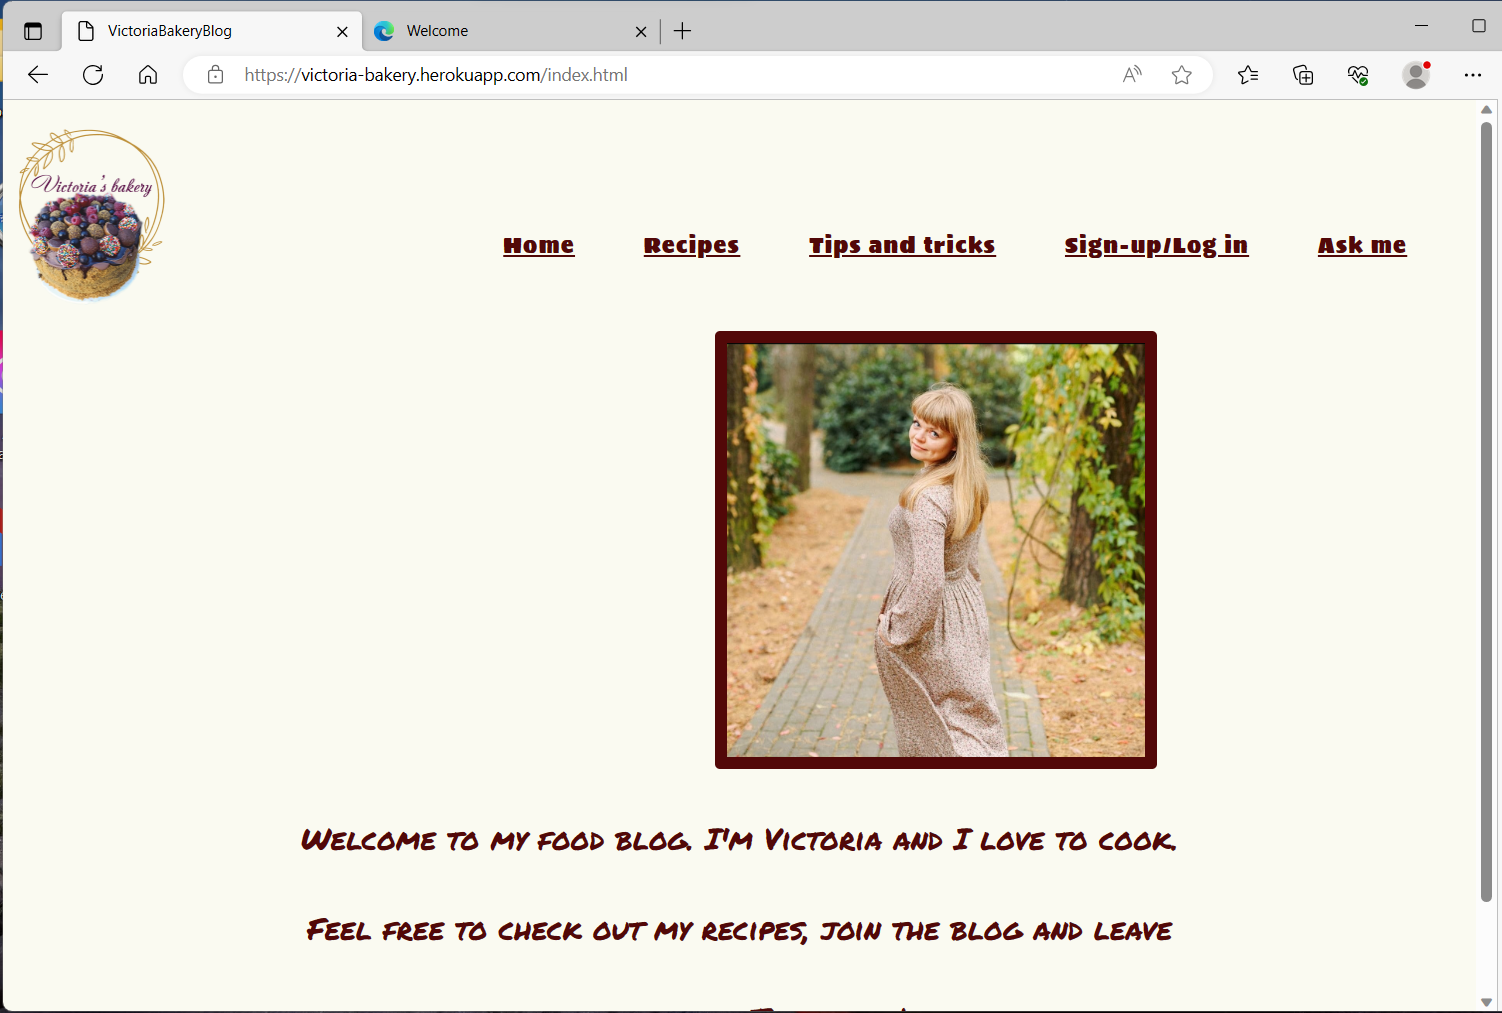 VictoriaBakeryBlog
Welcome
https://victoria-bakery.herokuapp.com/index.html
Victoria's bakery
Home Recipes Tips and tricks Sign-up/Log in Ask me
Welcome to my food blog. I'm Victoria and I love to cook.
Feel free to check out my recipes, join the blog and leave